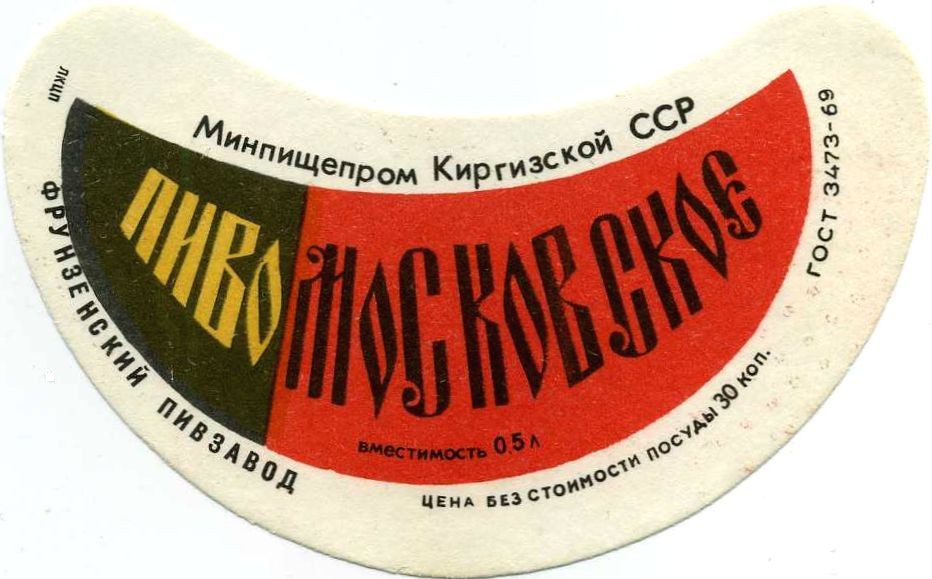 Минпищепром Киргизской ССР
ПИВО
МОСКОВСКОЕ
вместимость 0,5 л
ФРУНЗЕНСКИЙ ПИВЗАВОД
ЦЕНА БЕЗ СТОИМОСТИ ПОСУДЫ 30 КОП.
ГОСТ 3473-69
ЛКЦП